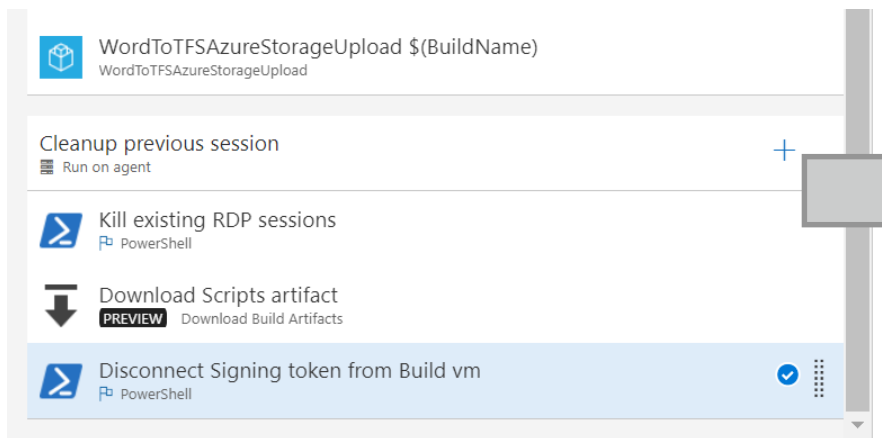 WordToTFSAzureStorageUpload $(BuildName)
WordToTFSAzureStorageUpload
Cleanup previous session
Run on agent
Kill existing RDP sessions
PowerShell
Download Scripts artifact
PREVIEW Download Build Artifacts
Disconnect Signing token from Build vm
PowerShell